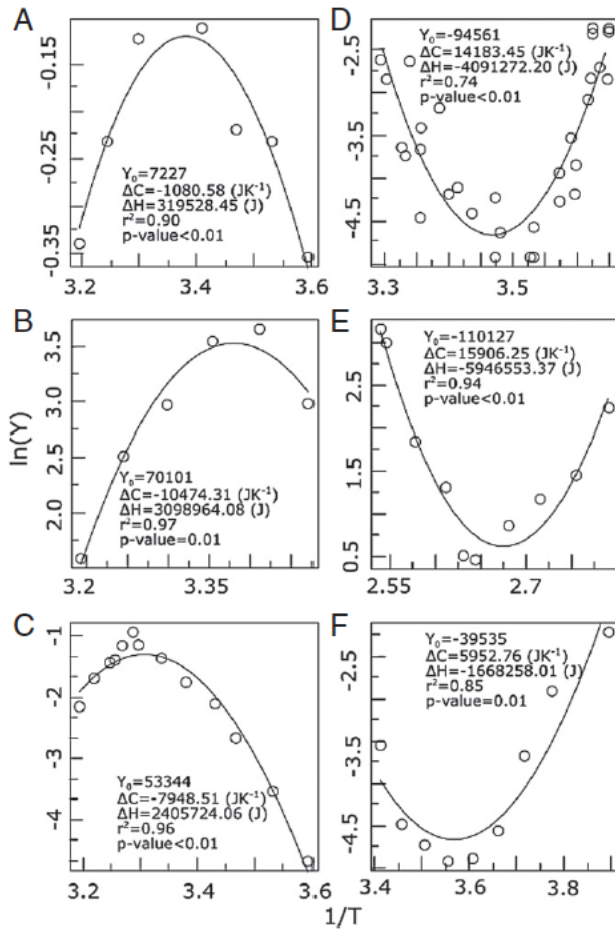 A
-0.15
-0.25
-0.35
Y₀=7227
ΔC=-1080.58 (JK⁻¹)
ΔH=319528.45 (J)
r²=0.90
p-value<0.01
3.2
3.4
3.6
D
-2.5
-3.5
-4.5
Y₀=-94561
ΔC=14183.45 (JK⁻¹)
ΔH=-4091272.20 (J)
r²=0.74
p-value<0.01
3.3
3.5
B
3.5
3.0
2.5
2.0
Y₀=70101
ΔC=-10474.31 (JK⁻¹)
ΔH=3098964.08 (J)
r²=0.97
p-value=0.01
3.2
3.35
E
2.5
1.5
0.5
Y₀=-110127
ΔC=15906.25 (JK⁻¹)
ΔH=-5946553.37 (J)
r²=0.94
p-value<0.01
2.55
2.7
ln(Y)
C
-1
-2
-3
-4
Y₀=53344
ΔC=-7948.51 (JK⁻¹)
ΔH=2405724.06 (J)
r²=0.96
p-value<0.01
3.2
3.4
3.6
F
-2.5
-3.5
-4.5
Y₀=-39535
ΔC=5952.76 (JK⁻¹)
ΔH=-1668258.01 (J)
r²=0.85
p-value=0.01
3.4
3.6
3.8
1/T